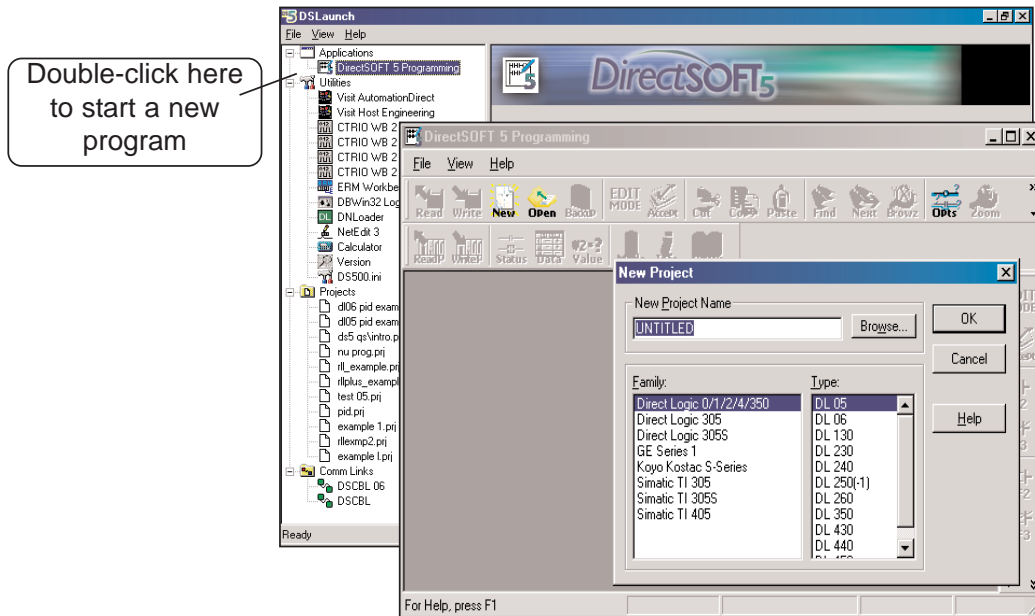 DSLaunch
File View Help
Double-click here
to start a new
program
Applications
DirectSOFT 5 Programming
Utilities
Visit AutomationDirect
Visit Host Engineering
CTRIO WB 2
CTRIO WB 2
CTRIO WB 2
CTRIO WB 2
ERM Workbe
DBWin32 Log
DNLoader
NetEdit 3
Calculator
Version
DS500.ini
Projects
dl06 pid exam
dl05 pid exam
ds5 qs\intro.p
nu prog.prj
rll_example.prj
rllplus_exampl
test 05.prj
pid.prj
example 1.prj
rllexmp2.prj
example I.prj
Comm Links
DSCBL 06
DSCBL
Ready
DirectSOFT5
DirectSOFT 5 Programming
File View Help
Read Write New Open Backup EDIT MODE Accept Cut Copy Paste Find Next Browz Opts Zoom
ReadP WriteP Status Data Value
New Project
New Project Name
UNTITLED
Browse...
OK
Cancel
Help
Family:
Direct Logic 0/1/2/4/350
Direct Logic 305
Direct Logic 305S
GE Series 1
Koyo Kostac S-Series
Simatic TI 305
Simatic TI 305S
Simatic TI 405
Type:
DL 05
DL 06
DL 130
DL 230
DL 240
DL 250(-1)
DL 260
DL 350
DL 430
DL 440
For Help, press F1